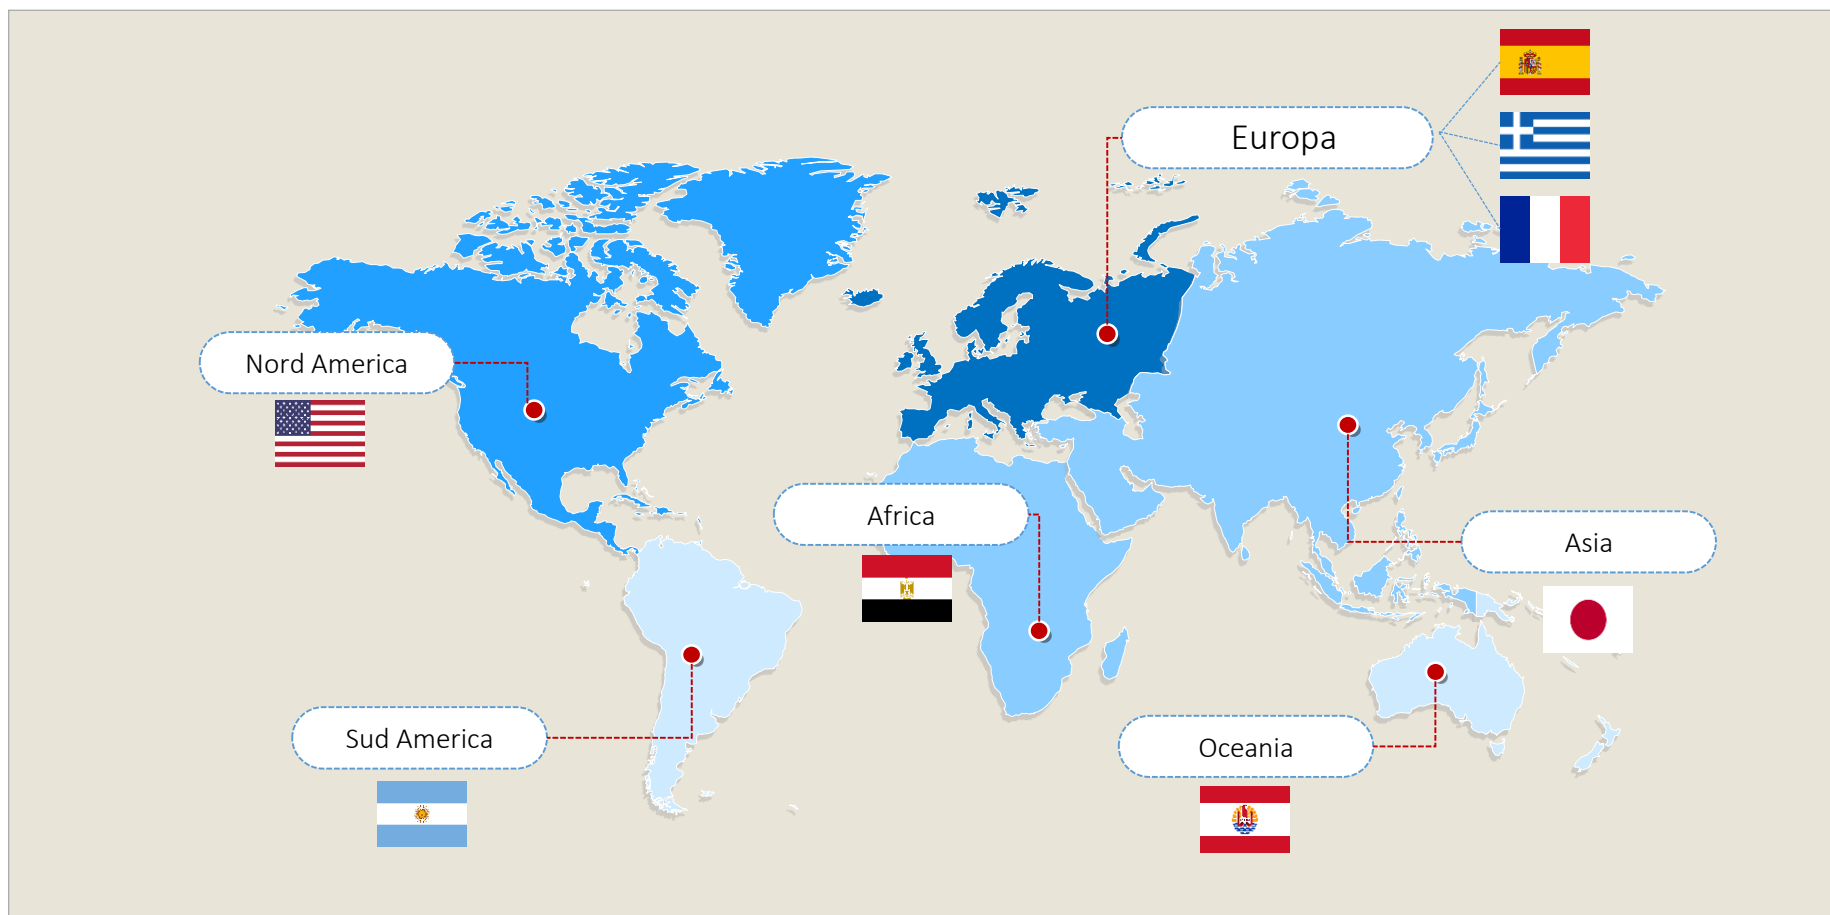 Europa
Nord America
Africa
Asia
Sud America
Oceania